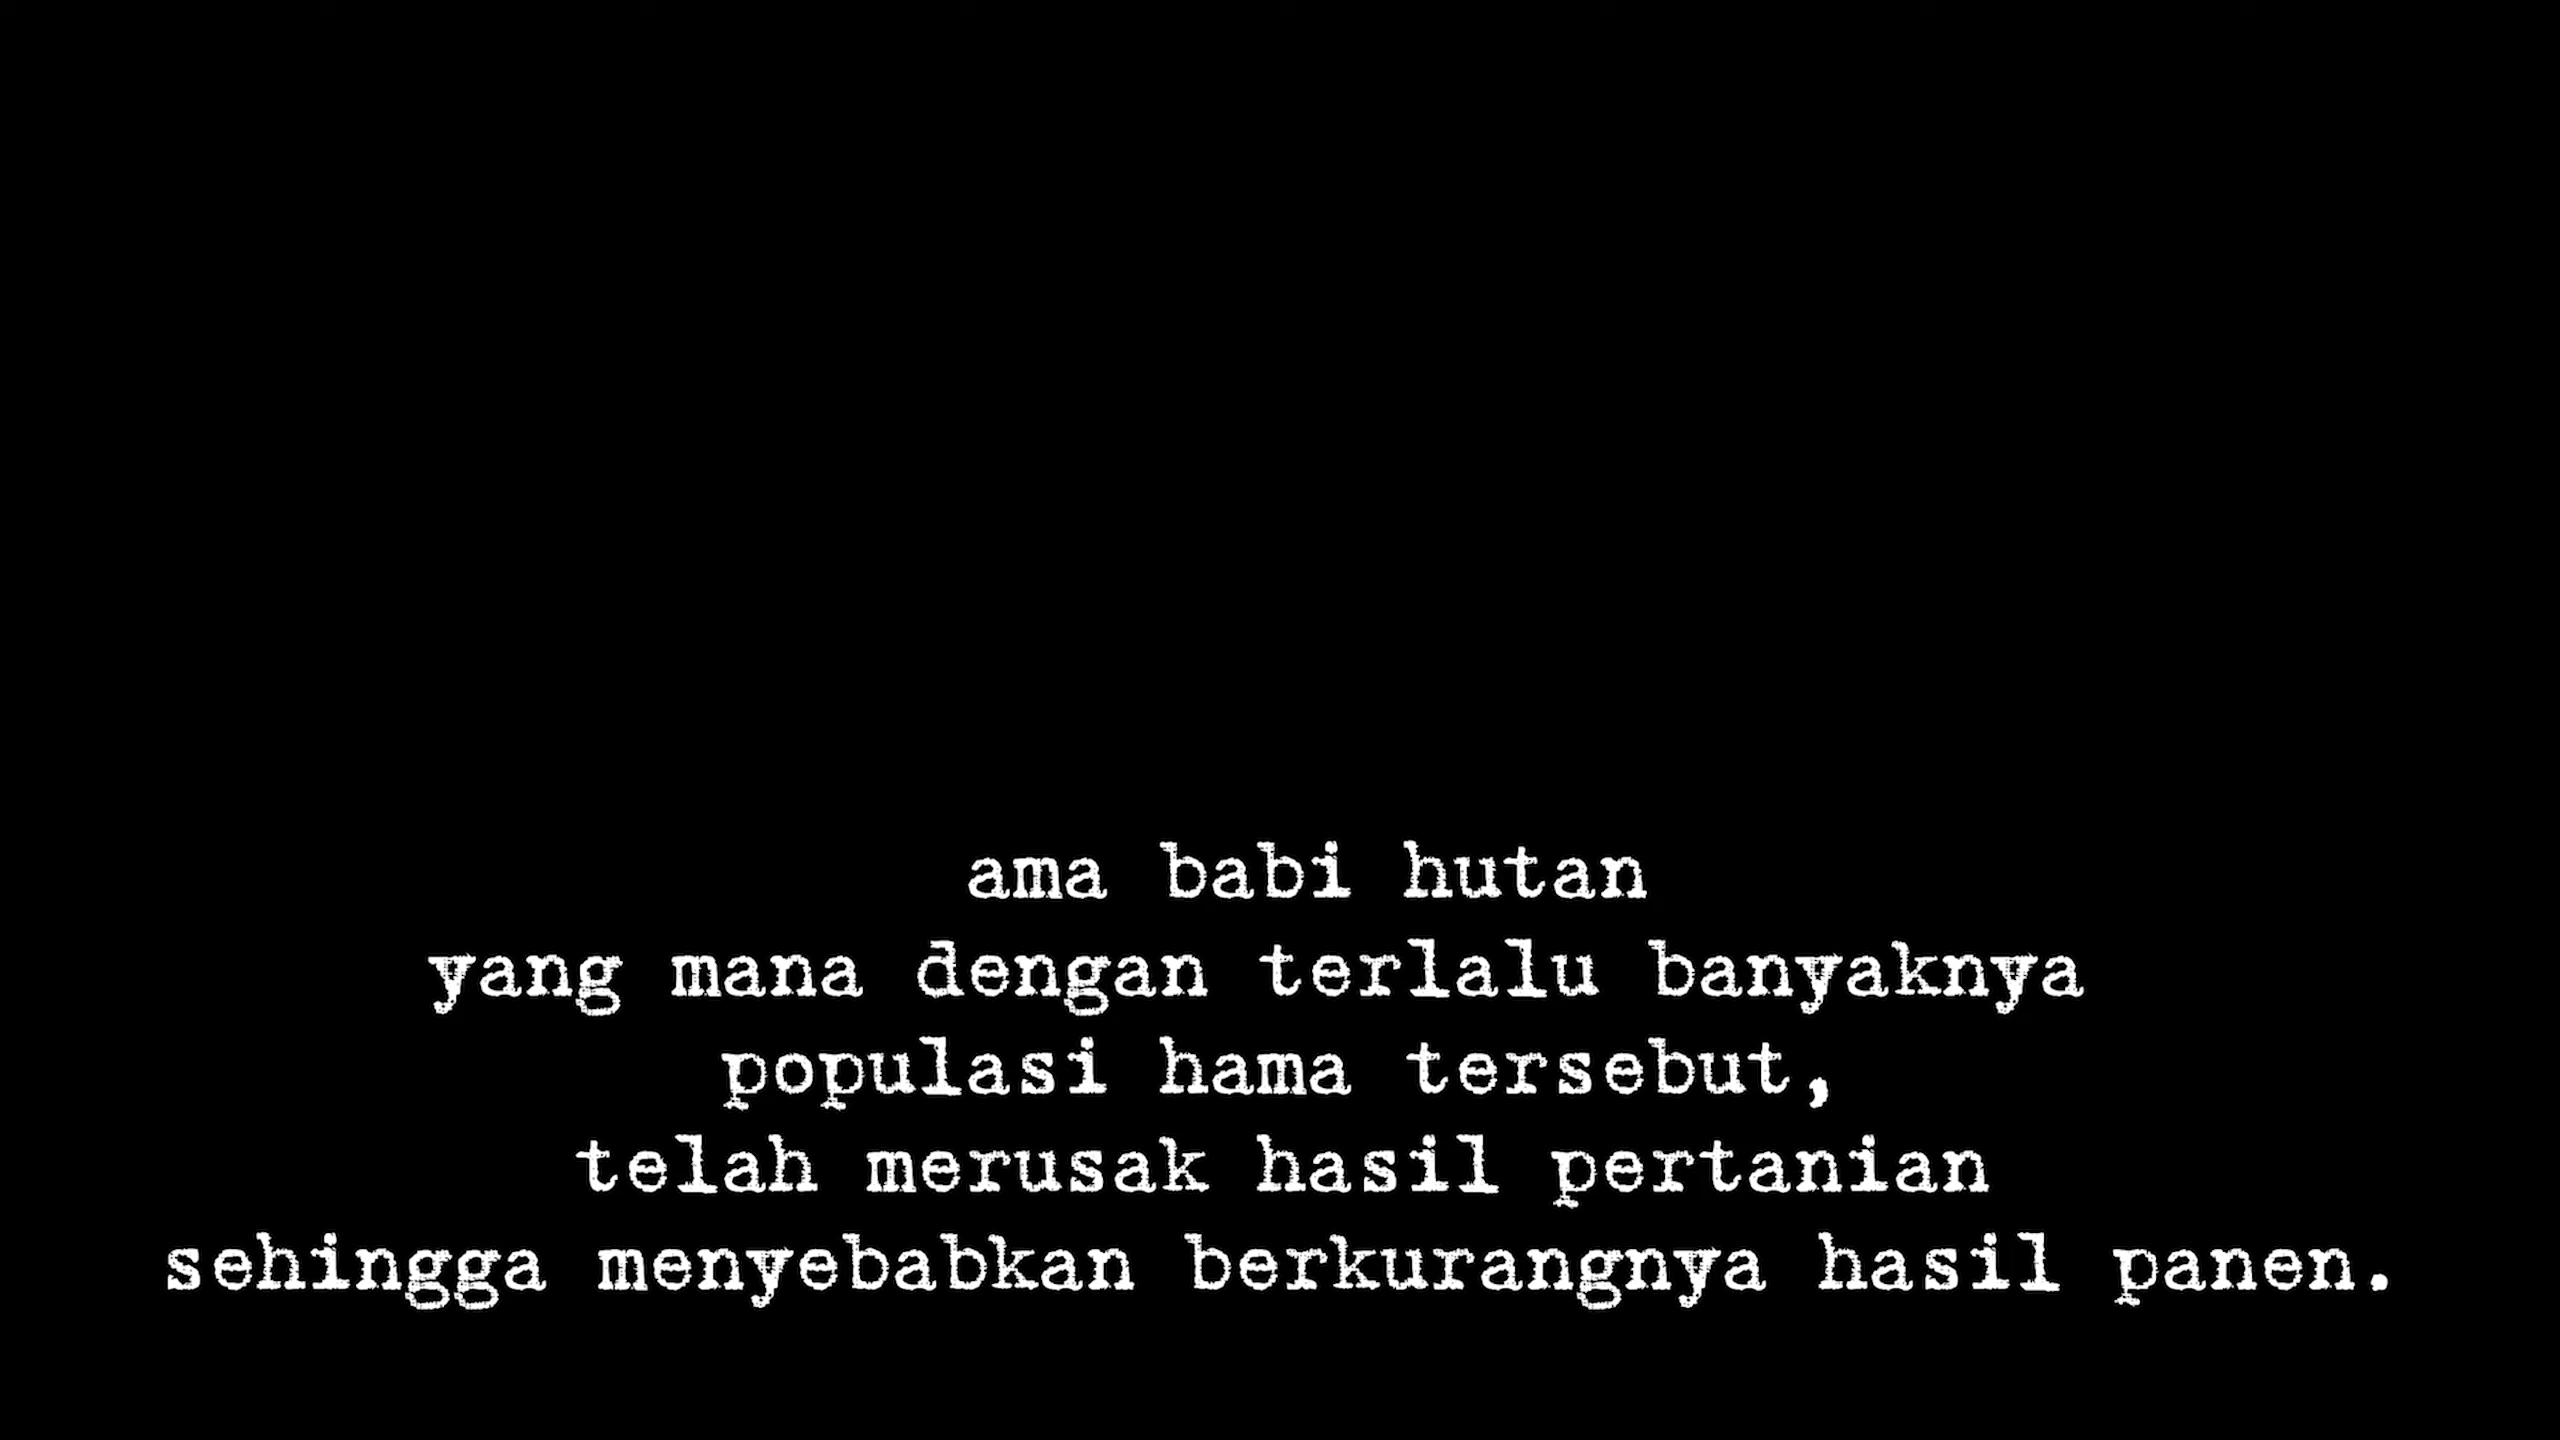 ama babi hutan
yang mana dengan terlalu banyaknya
populasi hama tersebut,
telah merusak hasil pertanian
sehingga menyebabkan berkurangnya hasil panen.